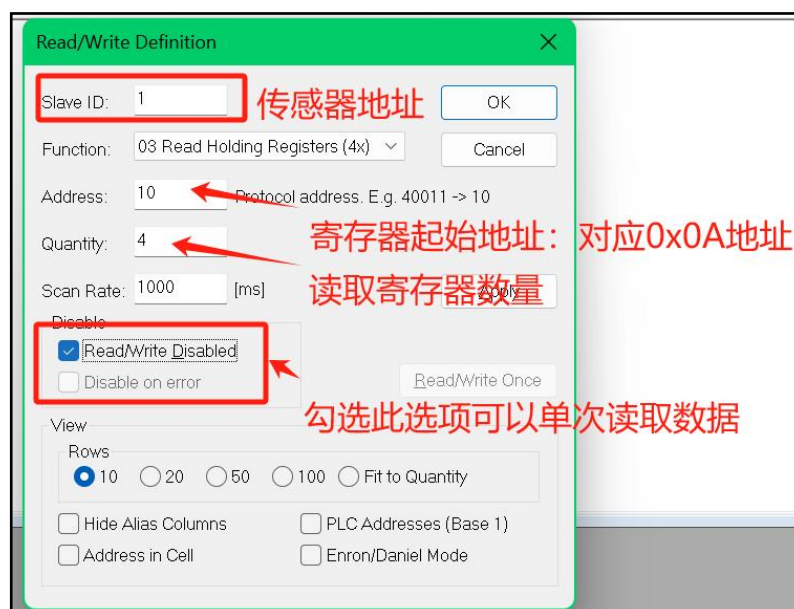 Read/Write Definition
Slave ID: 1 传感器地址 OK
Function: 03 Read Holding Registers (4x) Cancel
Address: 10 Protocol address. E.g. 40011 -> 10
寄存器起始地址：对应0x0A地址
Quantity: 4
Scan Rate: 1000 [ms] 读取寄存器数量 Apply
Disable
Read/Write Disabled
Disable on error Read/Write Once
勾选此选项可以单次读取数据
View
Rows
10 20 50 100 Fit to Quantity
Hide Alias Columns PLC Addresses (Base 1)
Address in Cell Enron/Daniel Mode